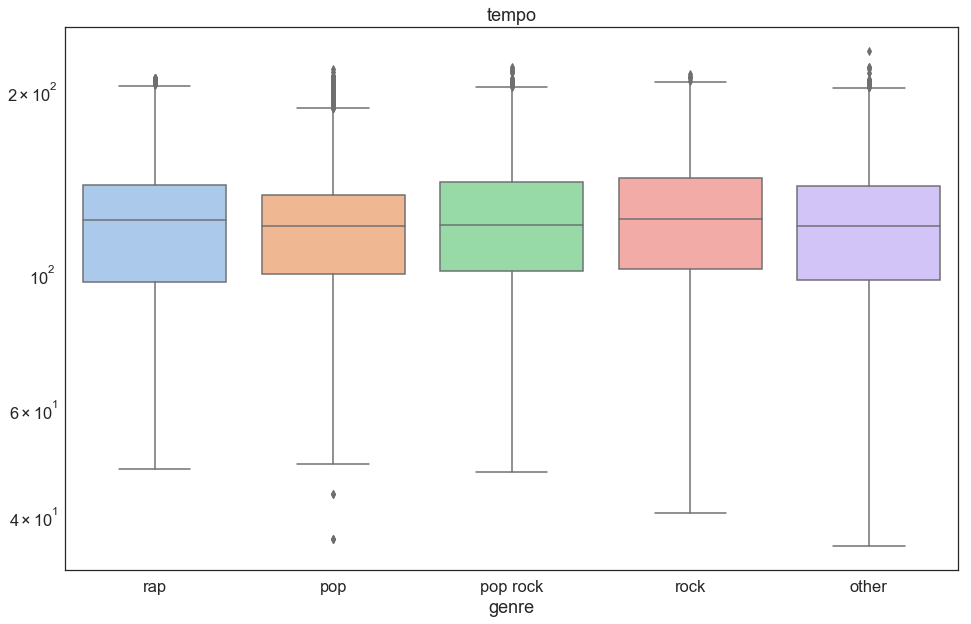 tempo
2 × 10²
10²
6 × 10¹
4 × 10¹
rap pop pop rock rock other
genre